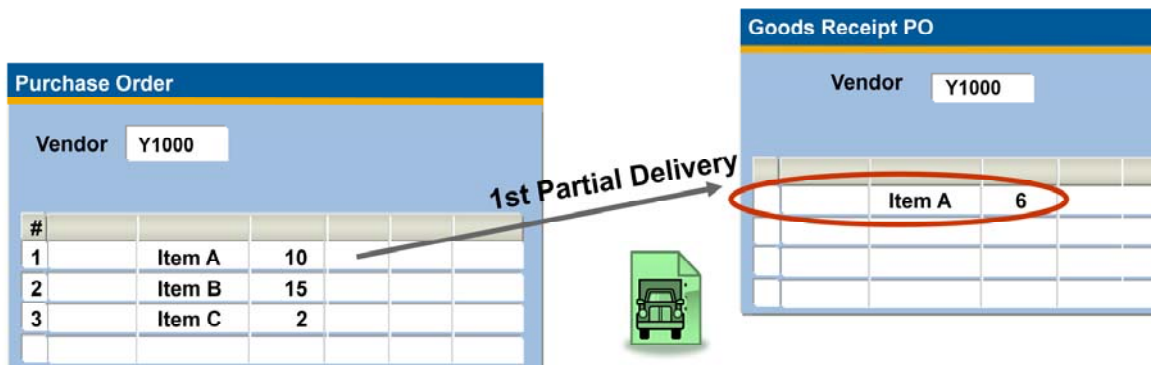 Goods Receipt PO
Vendor Y1000
Item A 6
Purchase Order
Vendor Y1000
1st Partial Delivery
#
1 Item A 10
2 Item B 15
3 Item C 2